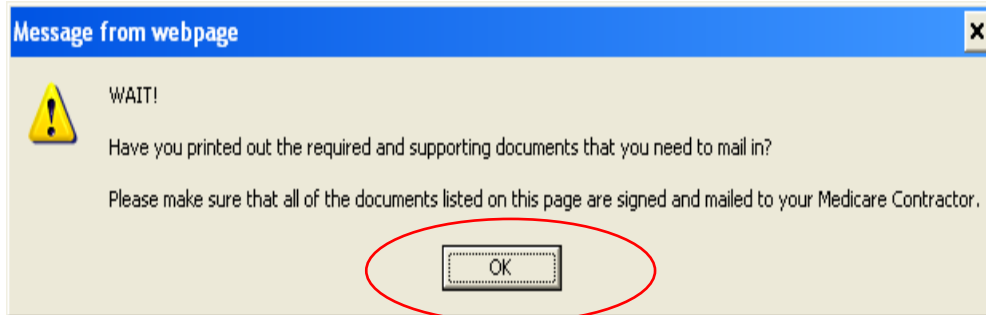 Message from webpage
WAIT!
Have you printed out the required and supporting documents that you need to mail in?
Please make sure that all of the documents listed on this page are signed and mailed to your Medicare Contractor.
OK